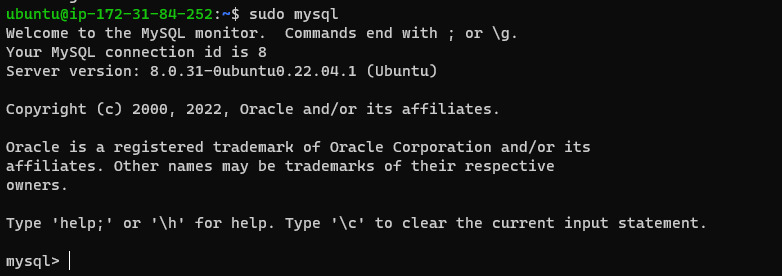 ubuntu@ip-172-31-84-252:~$ sudo mysql
Welcome to the MySQL monitor.  Commands end with ; or \g.
Your MySQL connection id is 8
Server version: 8.0.31-0ubuntu0.22.04.1 (Ubuntu)
Copyright (c) 2000, 2022, Oracle and/or its affiliates.
Oracle is a registered trademark of Oracle Corporation and/or its
affiliates. Other names may be trademarks of their respective
owners.
Type 'help;' or '\h' for help. Type '\c' to clear the current input statement.
mysql>